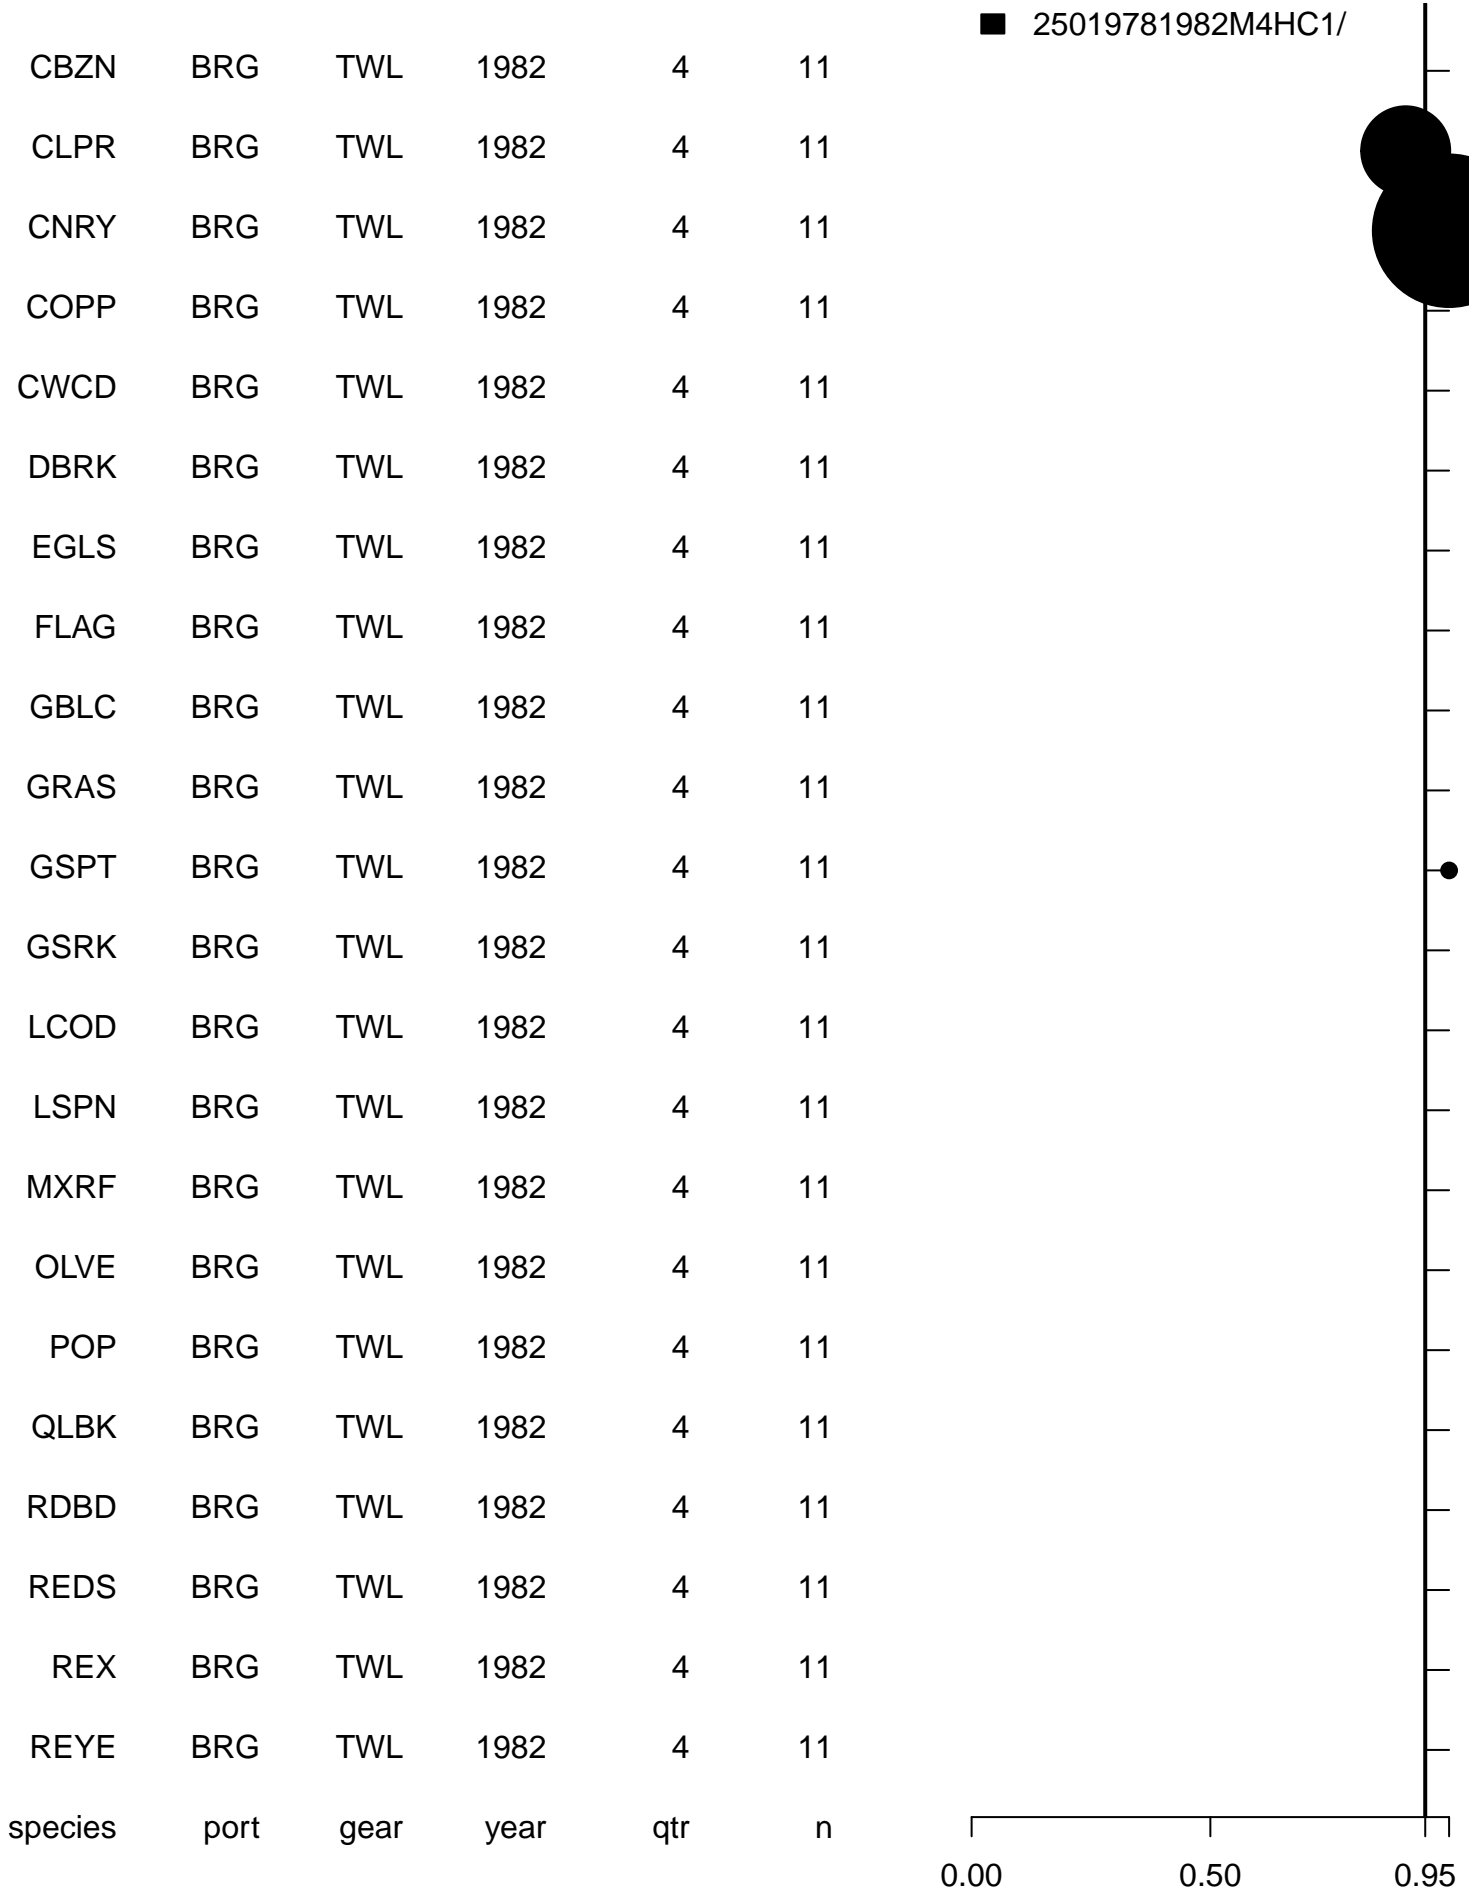 25019781982M4HC1/
CBZN BRG TWL 1982 4 11
CLPR BRG TWL 1982 4 11
CNRY BRG TWL 1982 4 11
COPP BRG TWL 1982 4 11
CWCD BRG TWL 1982 4 11
DBRK BRG TWL 1982 4 11
EGLS BRG TWL 1982 4 11
FLAG BRG TWL 1982 4 11
GBLC BRG TWL 1982 4 11
GRAS BRG TWL 1982 4 11
GSPT BRG TWL 1982 4 11
GSRK BRG TWL 1982 4 11
LCOD BRG TWL 1982 4 11
LSPN BRG TWL 1982 4 11
MXRF BRG TWL 1982 4 11
OLVE BRG TWL 1982 4 11
POP BRG TWL 1982 4 11
QLBK BRG TWL 1982 4 11
RDBD BRG TWL 1982 4 11
REDS BRG TWL 1982 4 11
REX BRG TWL 1982 4 11
REYE BRG TWL 1982 4 11
species port gear year qtr n
0.00 0.50 0.95